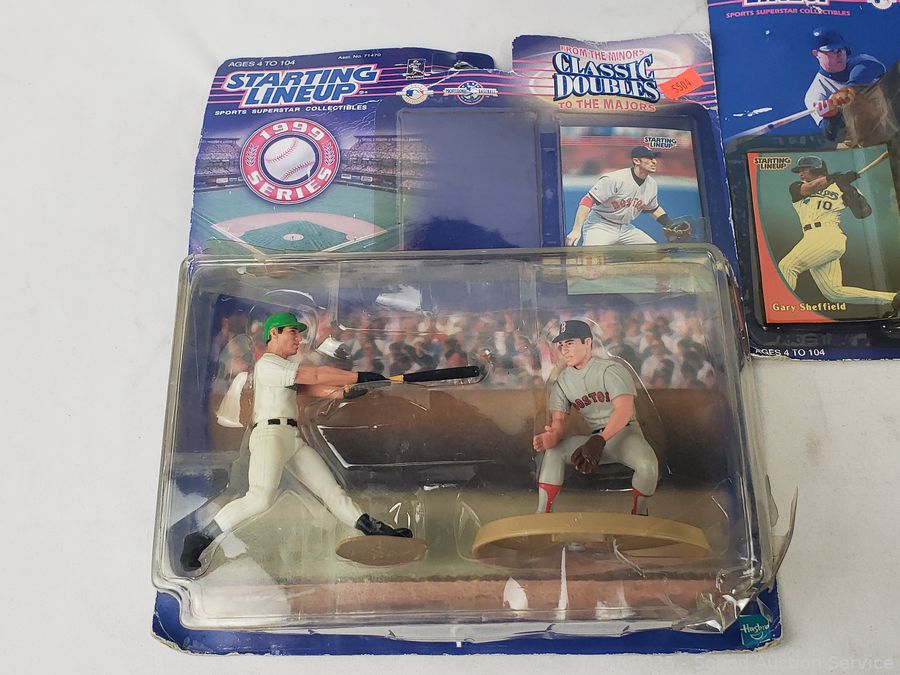 AGES 4 TO 104
Asst. No. 71470
STARTING
LINEUP
SPORTS SUPERSTAR COLLECTIBLES
1999
SERIES
FROM THE MINORS
CLASSIC
DOUBLES
TO THE MAJORS
5504
STARTING
LINEUP
BOSTON
B
BOSTON
Hasbro
LINEUP
SPORTS SUPERSTAR COLLECTIBLES
STARTING
LINEUP
10
Gary Sheffield
AGES 4 TO 104
Auction Service